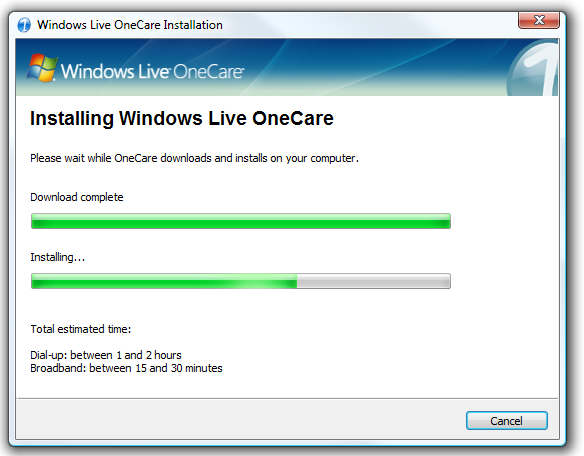 Windows Live OneCare Installation
Windows Live™ OneCare™
Installing Windows Live OneCare
Please wait while OneCare downloads and installs on your computer.
Download complete
Installing...
Total estimated time:
Dial-up: between 1 and 2 hours
Broadband: between 15 and 30 minutes
Cancel